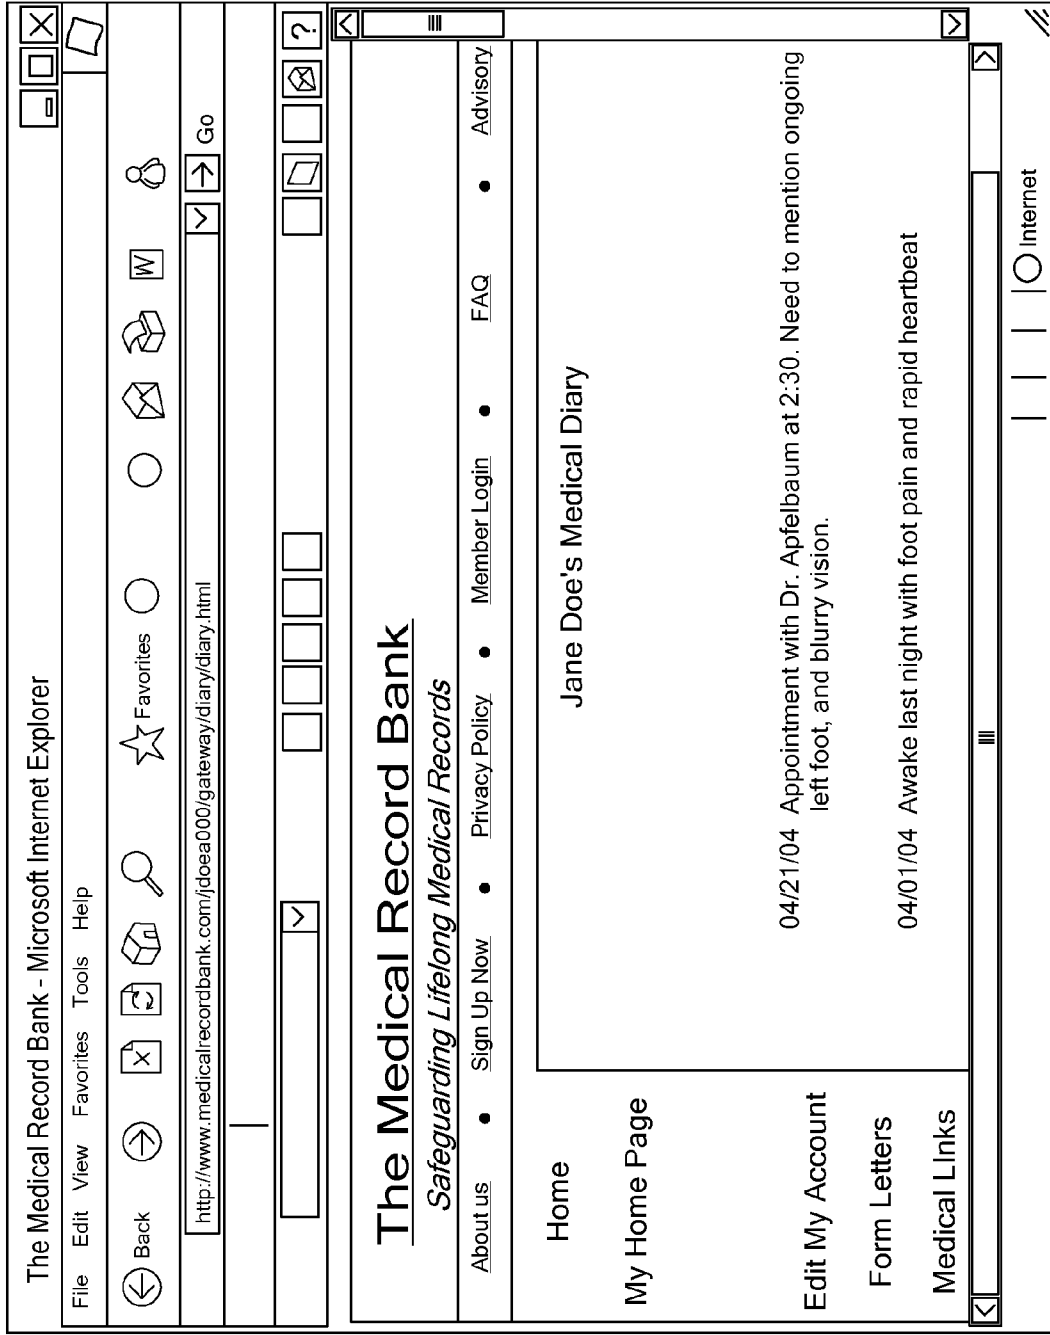 The Medical Record Bank - Microsoft Internet Explorer
File Edit View Favorites Tools Help
Back Favorites W
http://www.medicalrecordbank.com/jdoea000/gateway/diary/diary.html Go
?
The Medical Record Bank
Safeguarding Lifelong Medical Records
About us • Sign Up Now • Privacy Policy • Member Login • FAQ • Advisory
Home
My Home Page
Edit My Account
Form Letters
Medical LInks
Jane Doe's Medical Diary
04/21/04 Appointment with Dr. Apfelbaum at 2:30. Need to mention ongoing
left foot, and blurry vision.
04/01/04 Awake last night with foot pain and rapid heartbeat
Internet